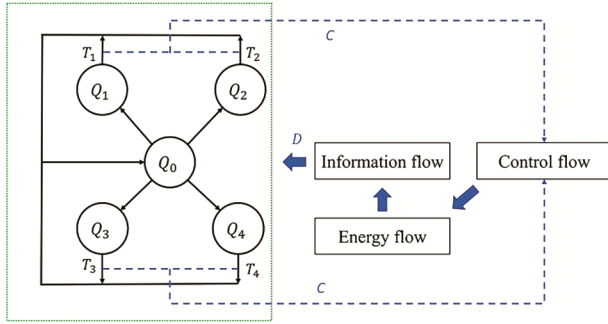 C
T1
T2
Q1
Q2
D
Q0
Information flow
Control flow
Q3
Q4
Energy flow
T3
T4
C